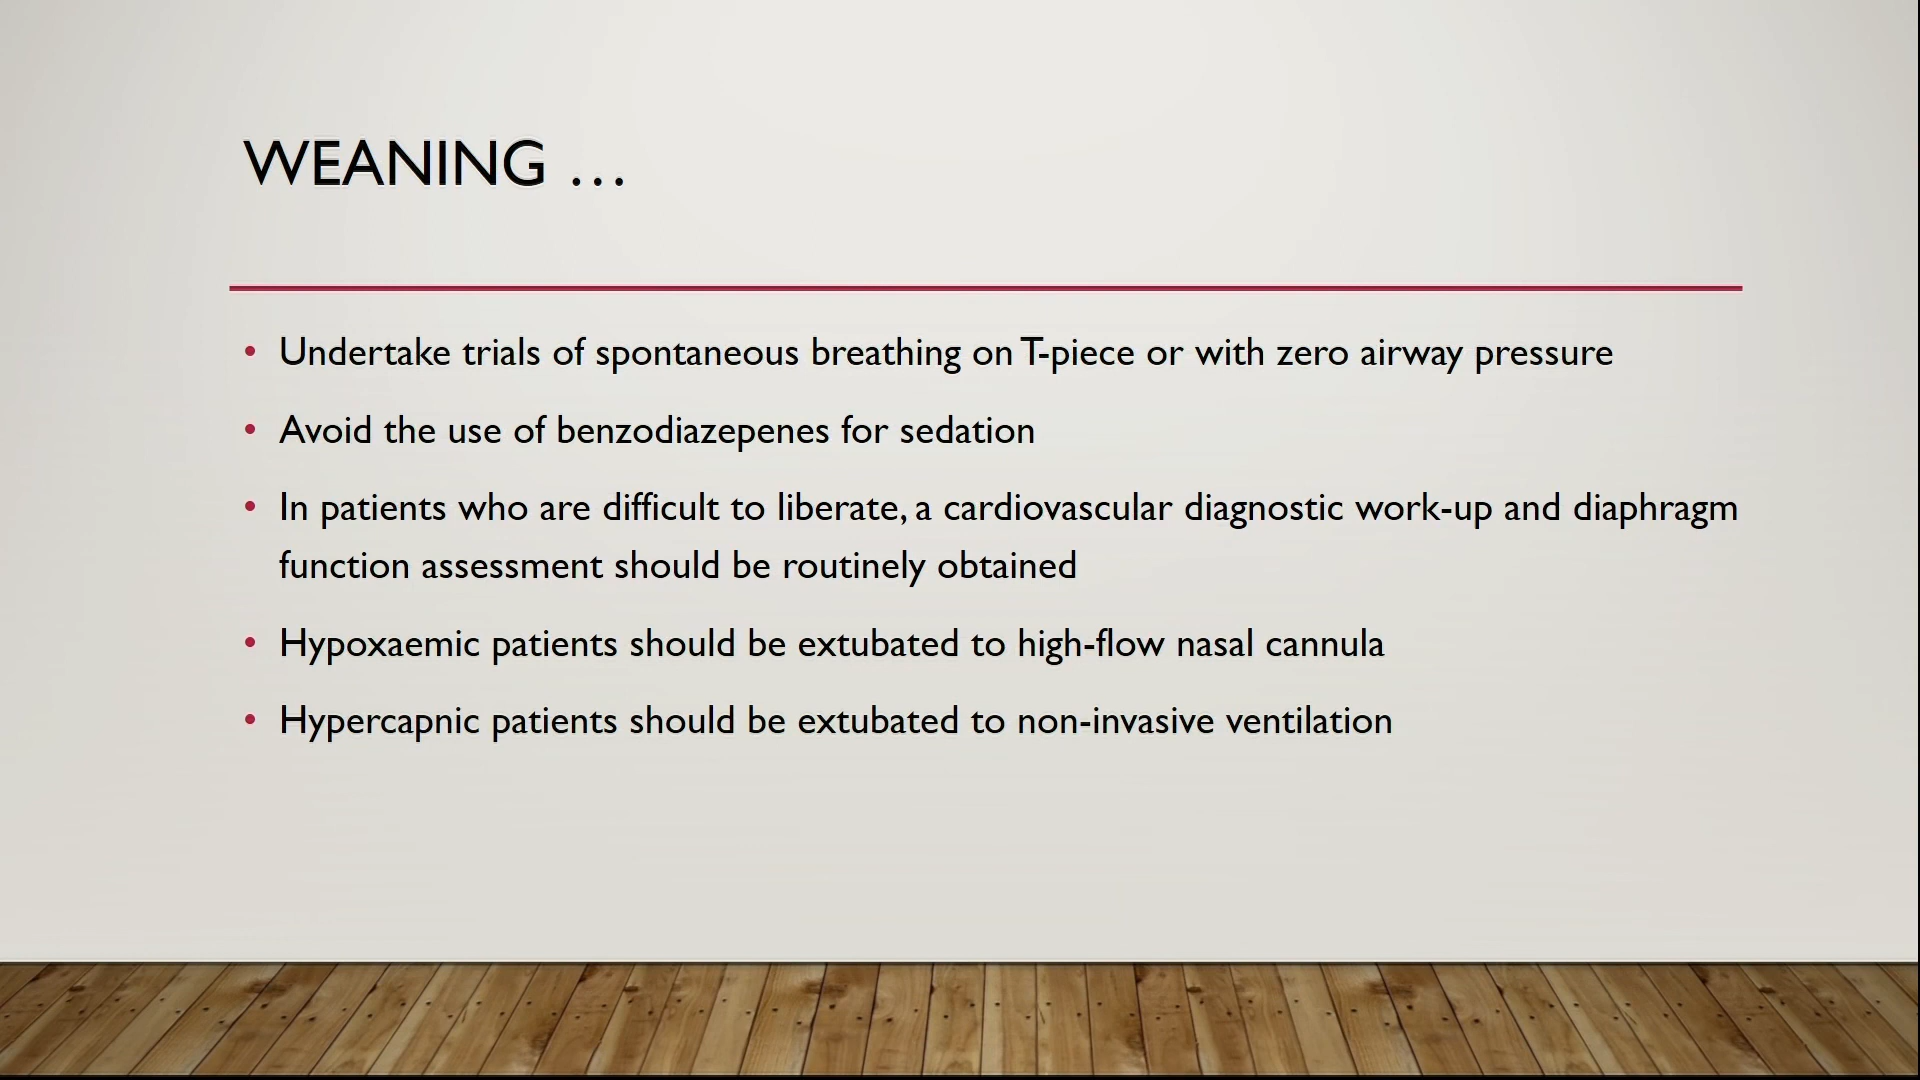 WEANING …
• Undertake trials of spontaneous breathing on T-piece or with zero airway pressure
• Avoid the use of benzodiazepenes for sedation
• In patients who are difficult to liberate, a cardiovascular diagnostic work-up and diaphragm
function assessment should be routinely obtained
• Hypoxaemic patients should be extubated to high-flow nasal cannula
• Hypercapnic patients should be extubated to non-invasive ventilation